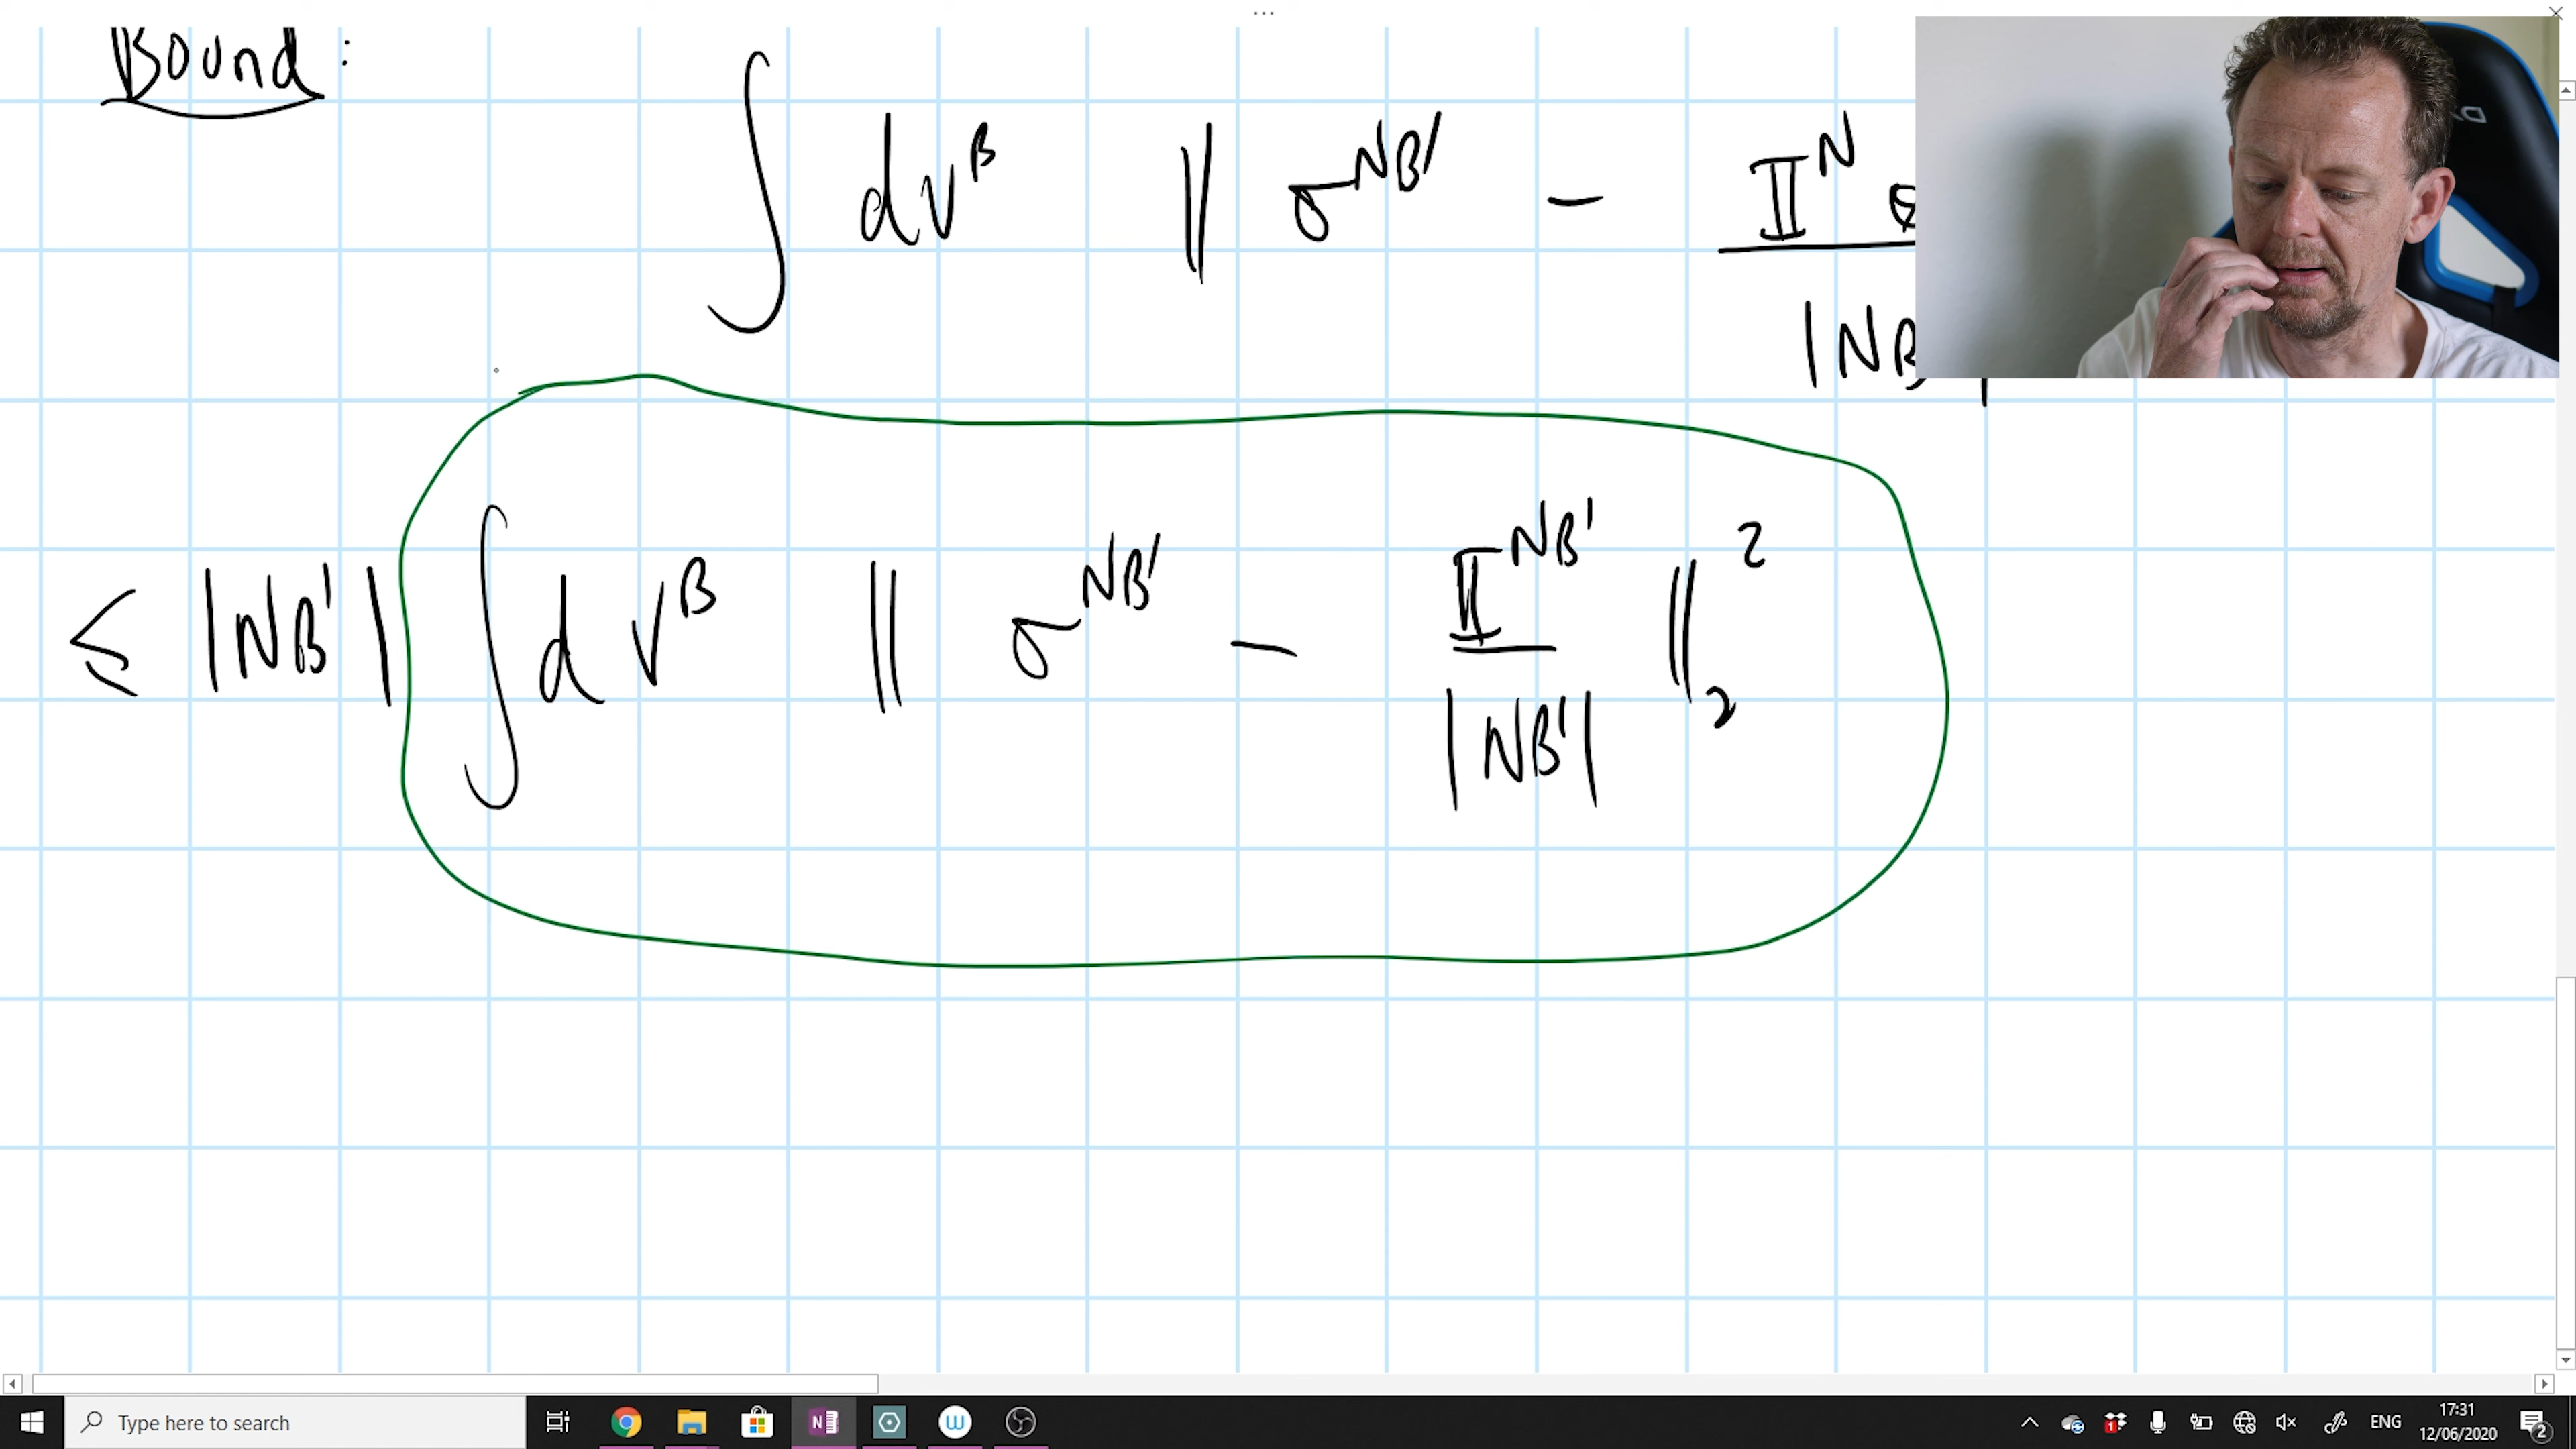 Bound:
∫ dV^B ‖ σ^{NB'} − 𝕀^N ⊗
|NB
≤ |NB'| ∫ dV^B ‖ σ^{NB'} − 𝕀^{NB'} / |NB'| ‖_2^2
Type here to search
ENG
17:31
12/06/2020
2